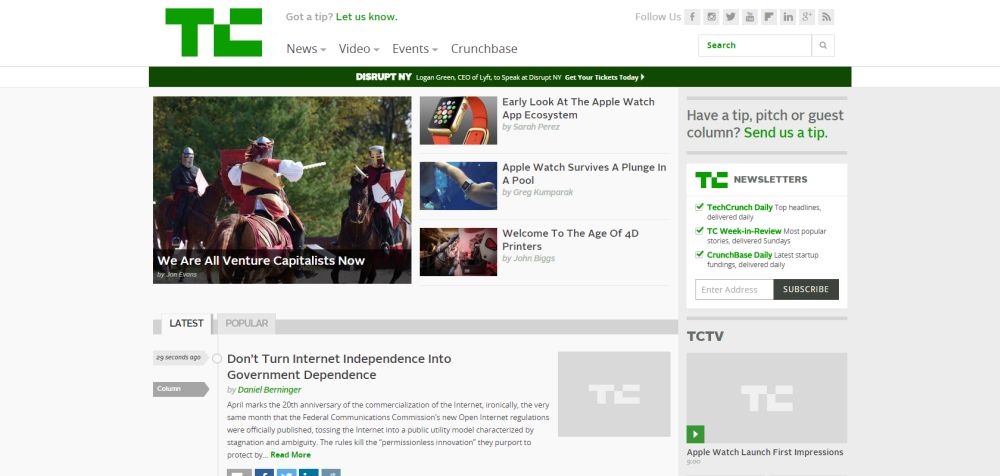 TC
Got a tip? Let us know.
Follow Us
News Video Events Crunchbase
Search
DISRUPT NY Logan Green, CEO of Lyft, to Speak at Disrupt NY Get Your Tickets Today
We Are All Venture Capitalists Now
by Jon Evans
Early Look At The Apple Watch
App Ecosystem
by Sarah Perez
Apple Watch Survives A Plunge In
A Pool
by Greg Kumparak
Welcome To The Age Of 4D
Printers
by John Biggs
Have a tip, pitch or guest
column? Send us a tip.
TC NEWSLETTERS
TechCrunch Daily Top headlines,
delivered daily
TC Week-in-Review Most popular
stories, delivered Sundays
CrunchBase Daily Latest startup
fundings, delivered daily
Enter Address SUBSCRIBE
LATEST POPULAR
29 seconds ago
Column
Don't Turn Internet Independence Into
Government Dependence
by Daniel Berninger
April marks the 20th anniversary of the commercialization of the Internet, ironically, the very
same month that the Federal Communications Commission's new Open Internet regulations
were officially published, tossing the Internet into a public utility model characterized by
stagnation and ambiguity. The rules kill the "permissionless innovation" they purport to
protect by... Read More
TC
TCTV
TC
Apple Watch Launch First Impressions
9:00